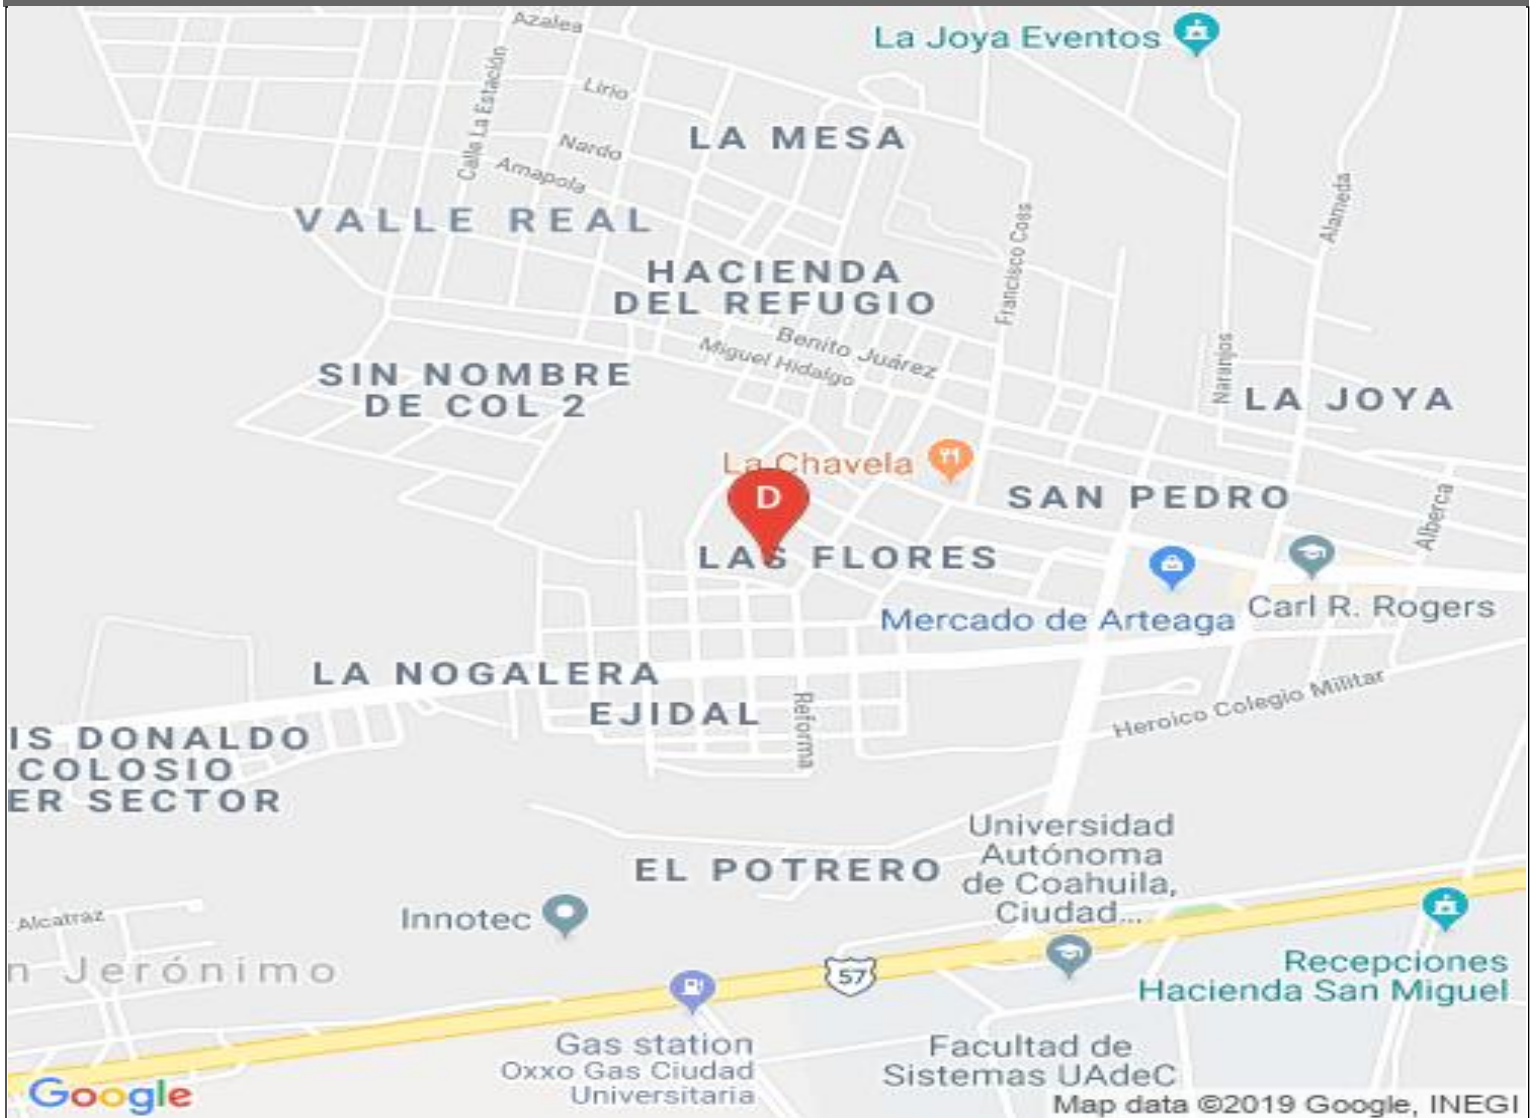 Azalea
La Joya Eventos
Calle La Estación
Lirio
LA MESA
Nardo
Amapola
Alameda
VALLE REAL
Francisco Coss
HACIENDA
DEL REFUGIO
Benito Juárez
Miguel Hidalgo
Naranjos
SIN NOMBRE
DE COL 2
LA JOYA
La Chavela
D
SAN PEDRO
Alberca
LAS FLORES
Mercado de Arteaga
Carl R. Rogers
LA NOGALERA
EJIDAL
Reforma
Heroico Colegio Militar
IS DONALDO
COLOSIO
ER SECTOR
Universidad
Autónoma
de Coahuila,
Ciudad...
EL POTRERO
Alcatraz
Innotec
n Jerónimo
57
Recepciones
Hacienda San Miguel
Gas station
Oxxo Gas Ciudad
Universitaria
Facultad de
Sistemas UAdeC
Google
Map data ©2019 Google, INEGI